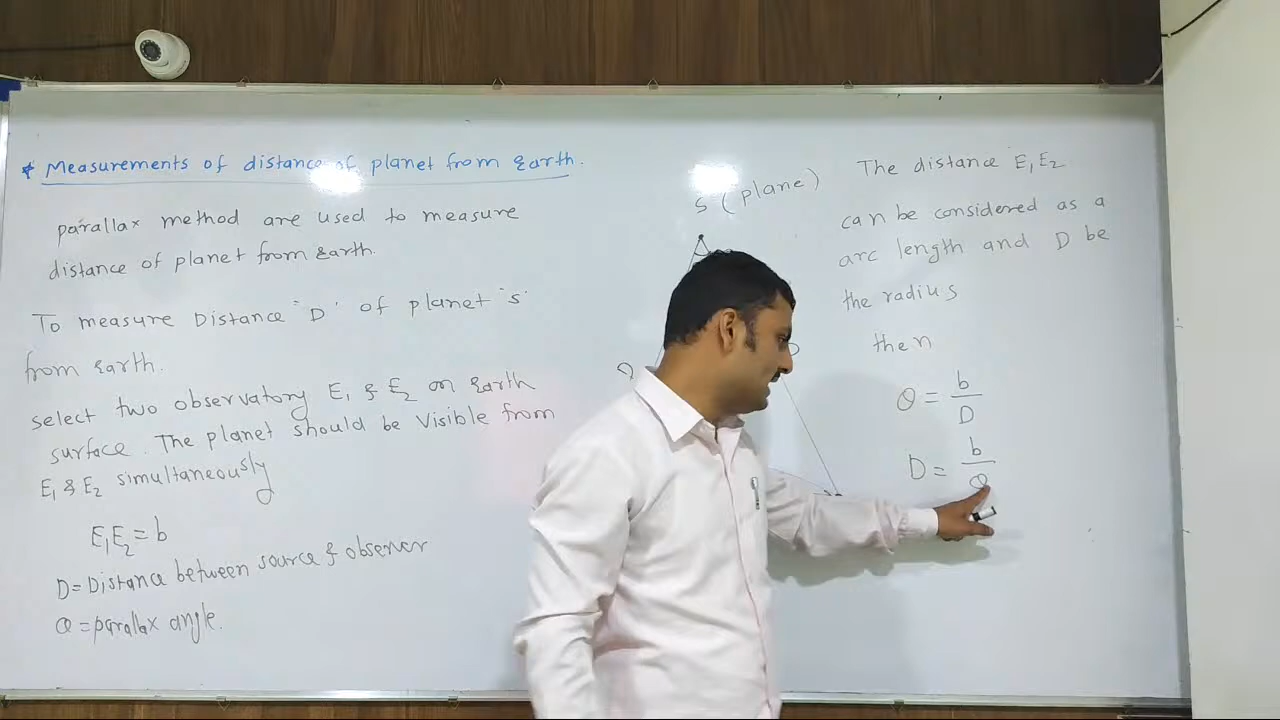 * Measurements of distance of planet from Earth.
parallax method are used to measure
distance of planet from Earth.
To measure Distance "D" of planet "s"
from Earth.
select two observatory E₁ & E₂ on Earth
surface. The planet should be Visible from
E₁ & E₂ simultaneously
E₁E₂ = b
D = Distance between source & observer
θ = parallax angle.
S (plane)
D
D
The distance E₁E₂
can be considered as a
arc length and D be
the radius
then
θ = b/D
D = b/θ